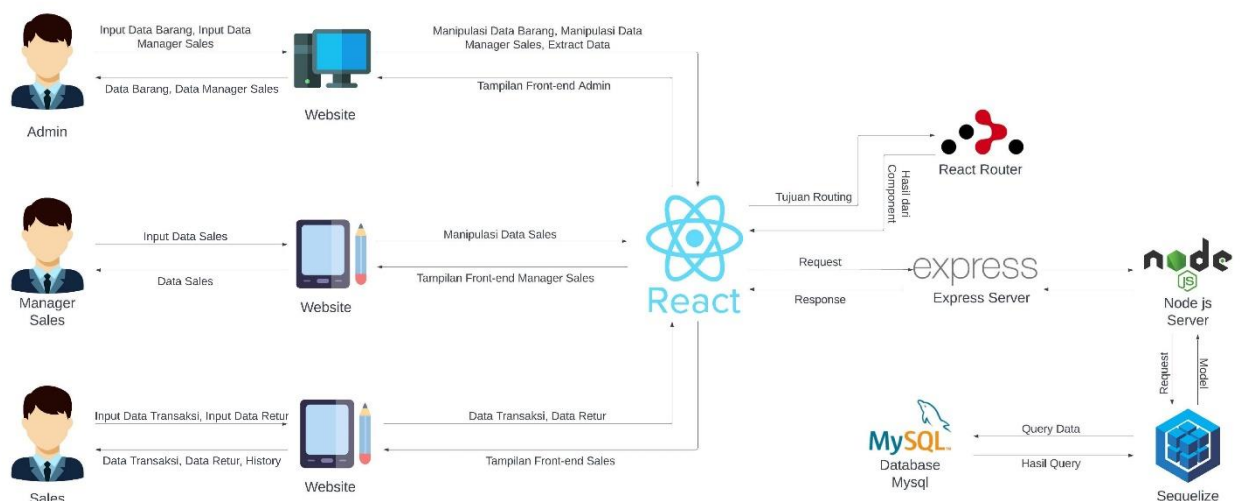 Input Data Barang, Input Data
Manager Sales
Data Barang, Data Manager Sales
Admin
Website
Manipulasi Data Barang, Manipulasi Data
Manager Sales, Extract Data
Tampilan Front-end Admin
React Router
Tujuan Routing
Hasil dari
Component
Input Data Sales
Data Sales
Manager
Sales
Website
Manipulasi Data Sales
Tampilan Front-end Manager Sales
React
Request
Response
express
Express Server
node
JS
Node js
Server
Request
Model
Input Data Transaksi, Input Data Retur
Data Transaksi, Data Retur, History
Sales
Website
Data Transaksi, Data Retur
Tampilan Front-end Sales
MySQL
Database
Mysql
Query Data
Hasil Query
Sequelize